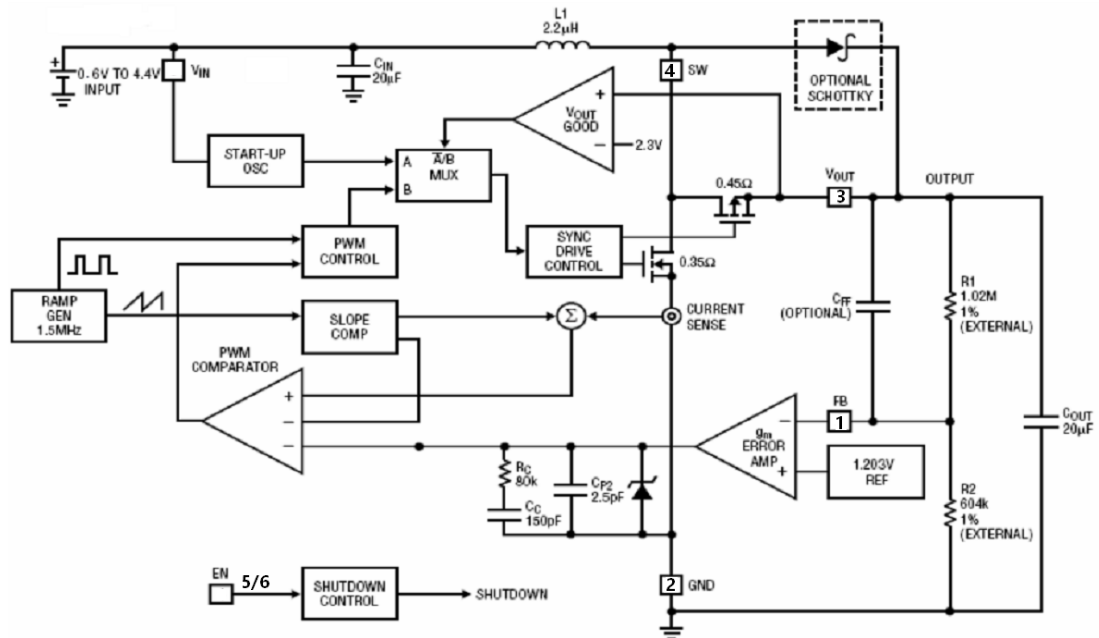 L1
2.2µH
4
SW
+
0.6V TO 4.4V
INPUT
VIN
CIN
20µF
OPTIONAL
SCHOTTKY
+
VOUT
GOOD
−
2.3V
START-UP
OSC
A
B
A/B
MUX
0.45Ω
VOUT
3
OUTPUT
PWM
CONTROL
SYNC
DRIVE
CONTROL
0.35Ω
RAMP
GEN
1.5MHz
SLOPE
COMP
Σ
CURRENT
SENSE
CFF
(OPTIONAL)
R1
1.02M
1%
(EXTERNAL)
PWM
COMPARATOR
+
−
−
FB
1
−
gm
ERROR
AMP
+
1.203V
REF
COUT
20µF
RC
80k
CC
150pF
CP2
2.5pF
R2
604k
1%
(EXTERNAL)
EN
5/6
SHUTDOWN
CONTROL
SHUTDOWN
2
GND